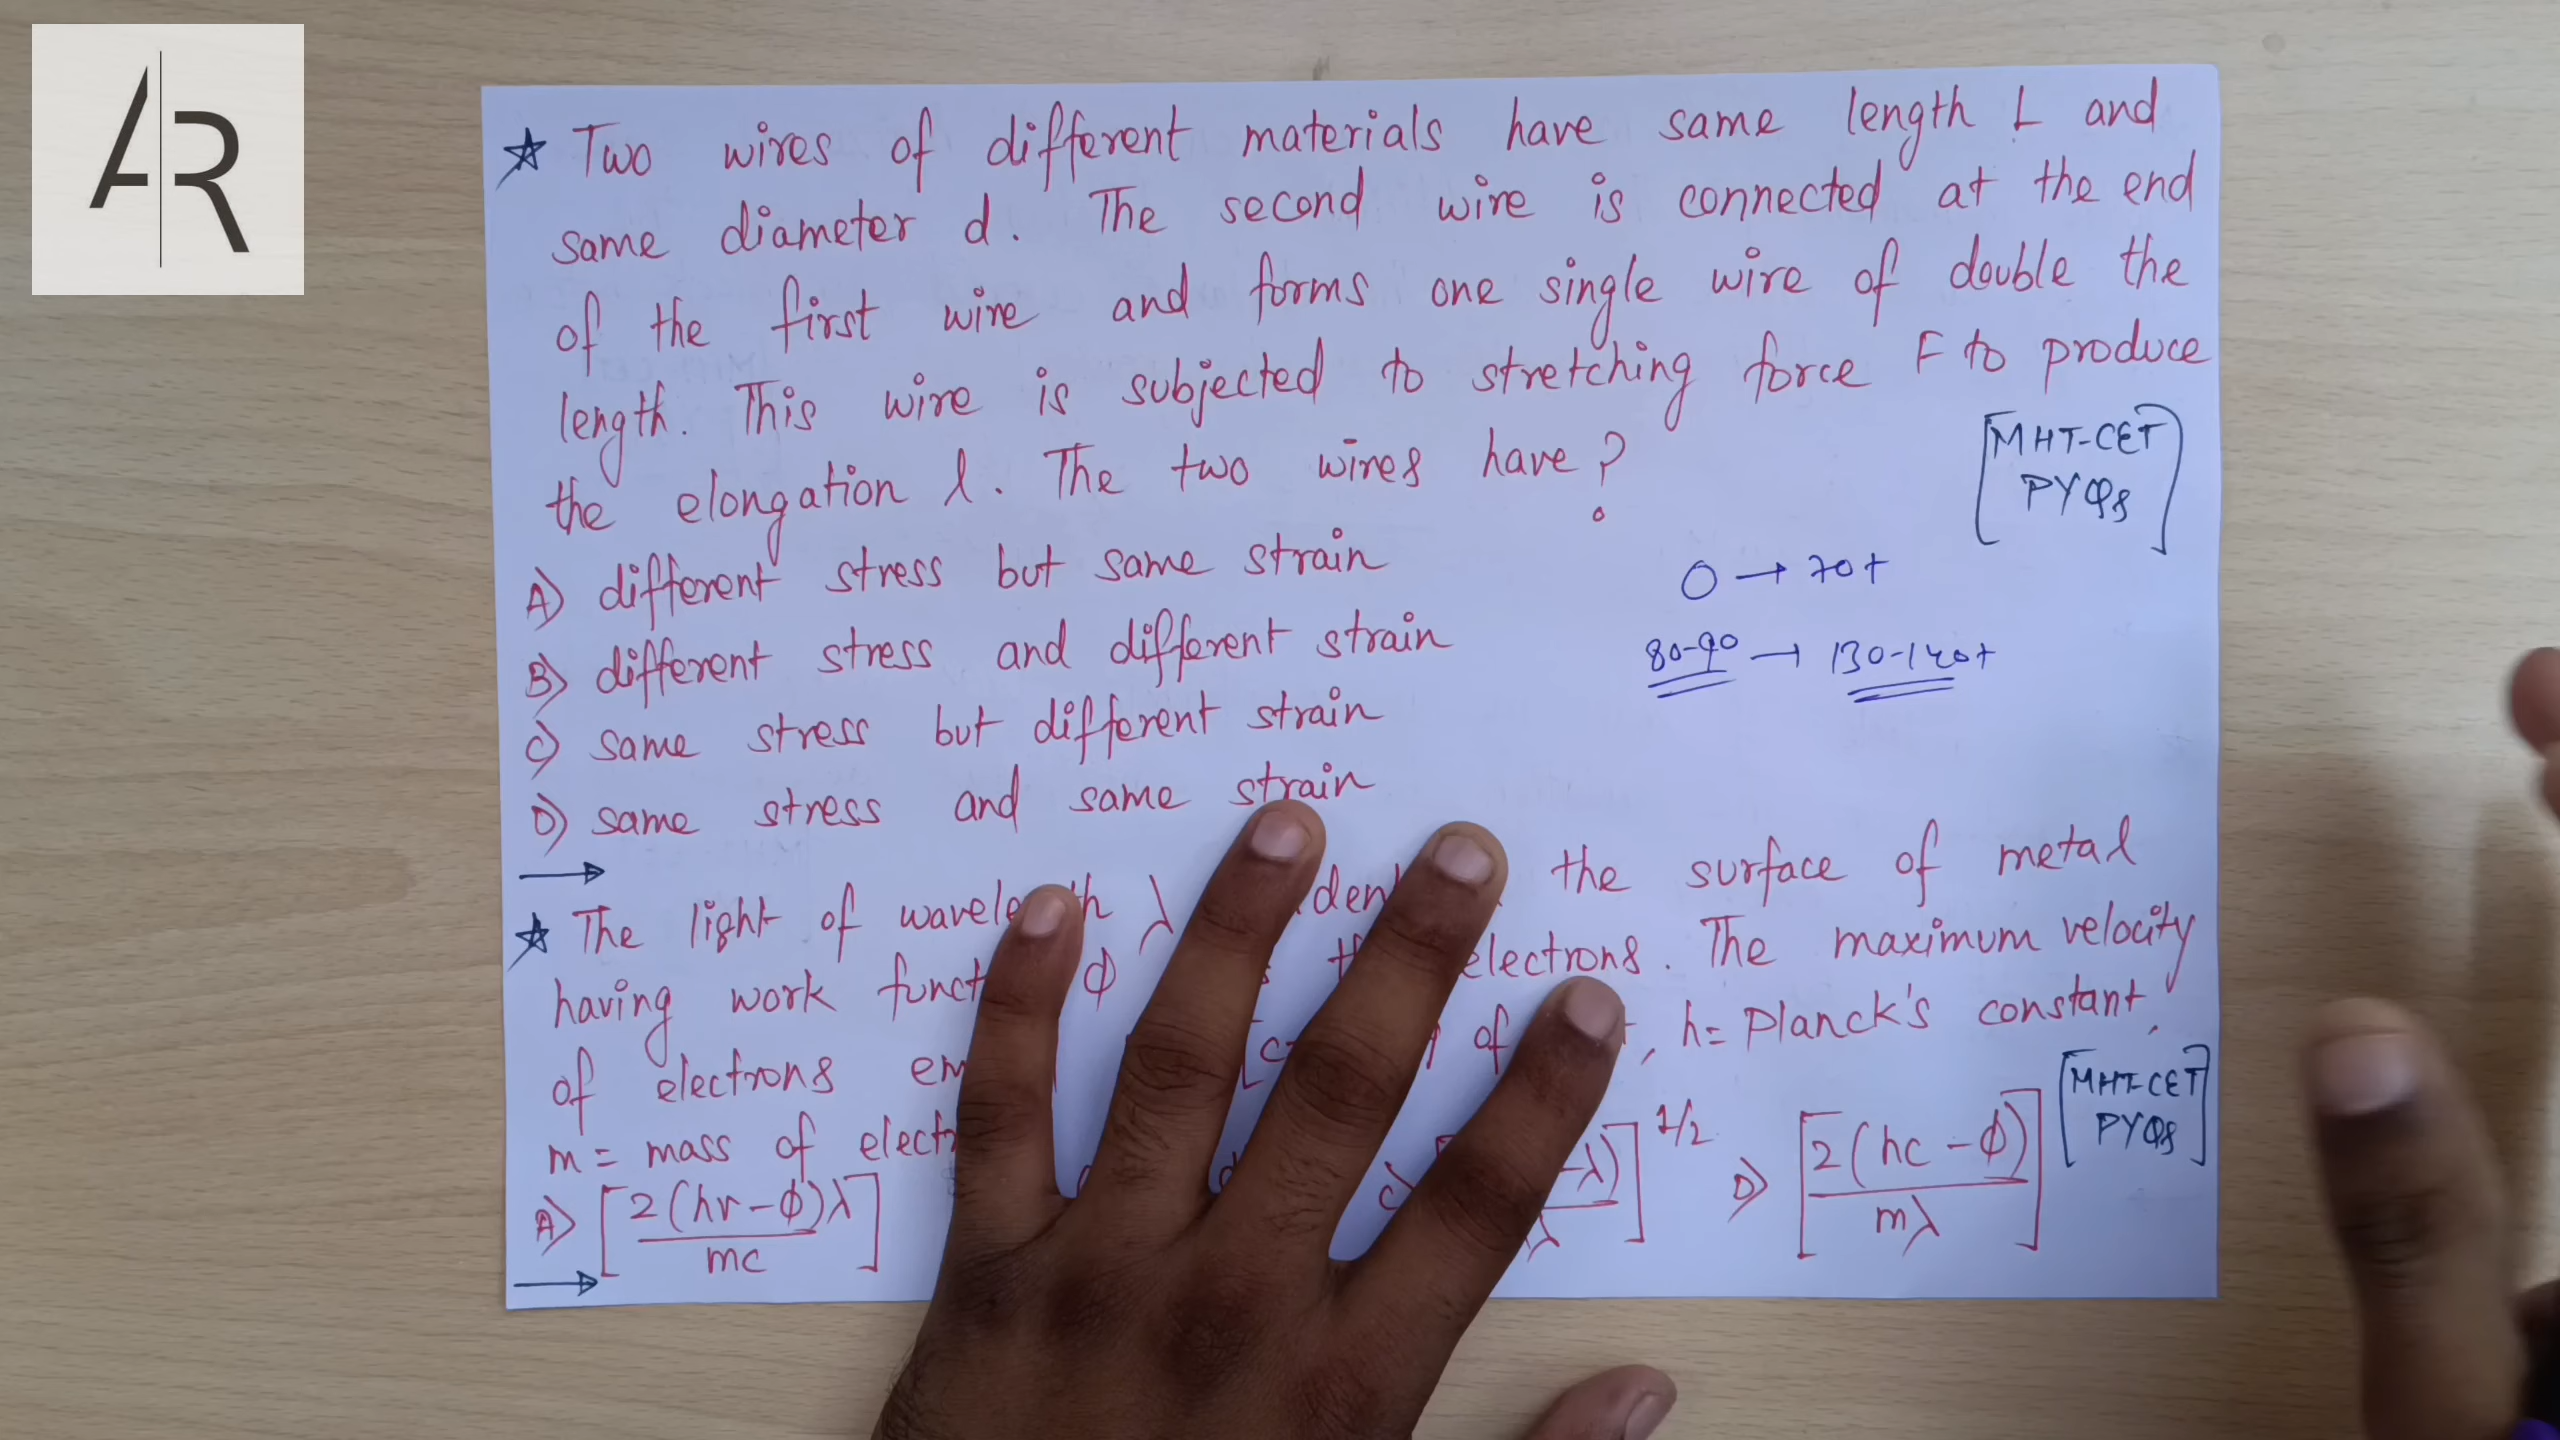 AR
☆ Two wires of different materials have same length L and
same diameter d. The second wire is connected at the end
of the first wire and forms one single wire of double the
length. This wire is subjected to stretching force F to produce
the elongation l. The two wires have?
[MHT-CET
PYQs]
A) different stress but same strain
B) different stress and different strain
C) same stress but different strain
D) same stress and same strain
0 → 70+
80-90 → 130-140+
☆ The light of λ the surface of metal
having work ϕ electrons. The maximum velocity
of electrons of , h = Planck's constant,
m = mass of
A) [2(hν-ϕ)λ / mc] C) -λ)]^1/2 D) [2(hc-ϕ) / mλ]
[MHT-CET
PYQs]